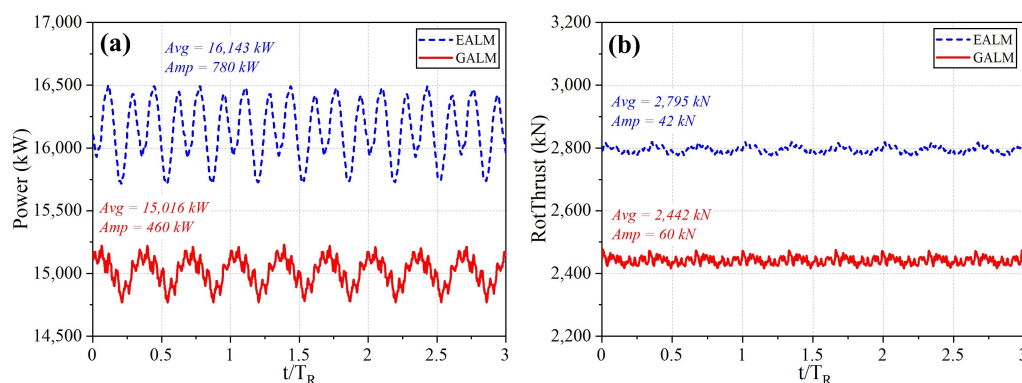 (a)
Avg = 16,143 kW
Amp = 780 kW
EALM
GALM
Avg = 15,016 kW
Amp = 460 kW
Power (kW)
17,000
16,500
16,000
15,500
15,000
14,500
0 0.5 1 1.5 2 2.5 3
t/T_R
(b)
EALM
GALM
Avg = 2,795 kN
Amp = 42 kN
Avg = 2,442 kN
Amp = 60 kN
RotThrust (kN)
3,200
3,000
2,800
2,600
2,400
2,200
0 0.5 1 1.5 2 2.5 3
t/T_R